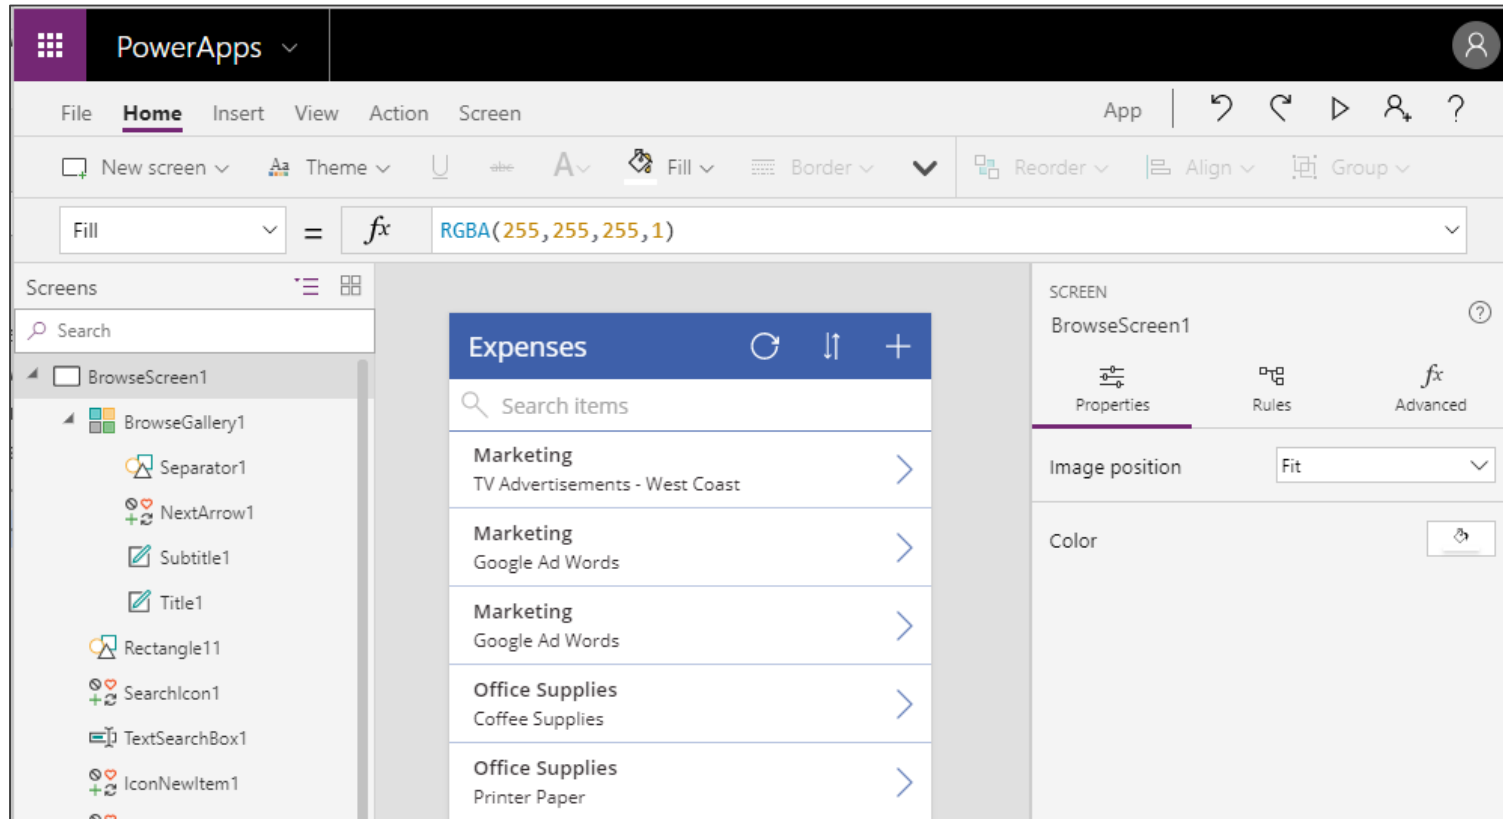 PowerApps
File Home Insert View Action Screen App
New screen Theme U abc A Fill Border Reorder Align Group
Fill = fx RGBA(255,255,255,1)
Screens
Search
BrowseScreen1
BrowseGallery1
Separator1
NextArrow1
Subtitle1
Title1
Rectangle11
SearchIcon1
TextSearchBox1
IconNewItem1
Expenses
Search items
Marketing
TV Advertisements - West Coast
Marketing
Google Ad Words
Marketing
Google Ad Words
Office Supplies
Coffee Supplies
Office Supplies
Printer Paper
SCREEN
BrowseScreen1
Properties Rules Advanced
Image position Fit
Color